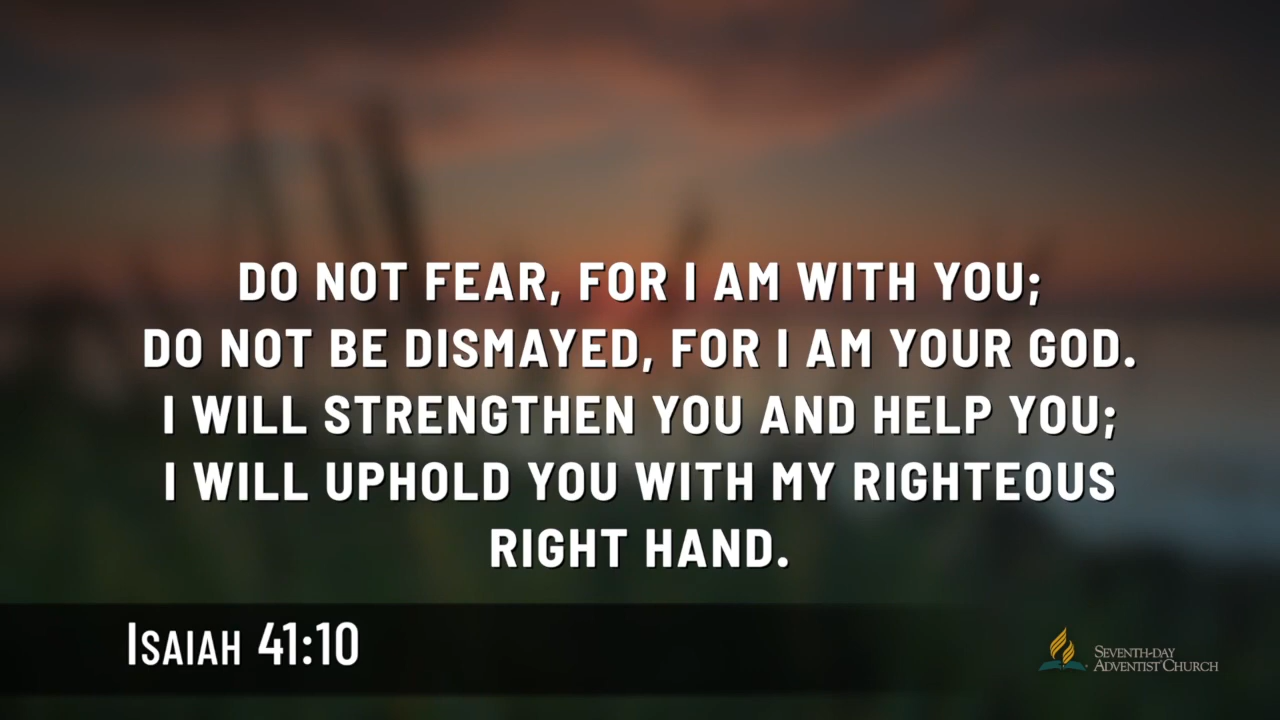 DO NOT FEAR, FOR I AM WITH YOU;
DO NOT BE DISMAYED, FOR I AM YOUR GOD.
I WILL STRENGTHEN YOU AND HELP YOU;
I WILL UPHOLD YOU WITH MY RIGHTEOUS
RIGHT HAND.
ISAIAH 41:10
SEVENTH-DAY
ADVENTIST CHURCH